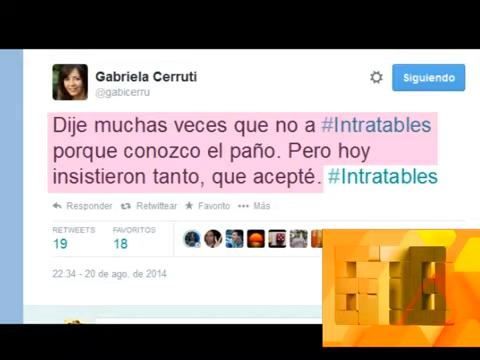 Gabriela Cerruti
@gabicerru
Siguiendo
Dije muchas veces que no a #Intratables
porque conozco el paño. Pero hoy
insistieron tanto, que acepté. #Intratables
Responder Retwittear Favorito Más
RETWEETS FAVORITOS
19 18
22:34 - 20 de ago. de 2014